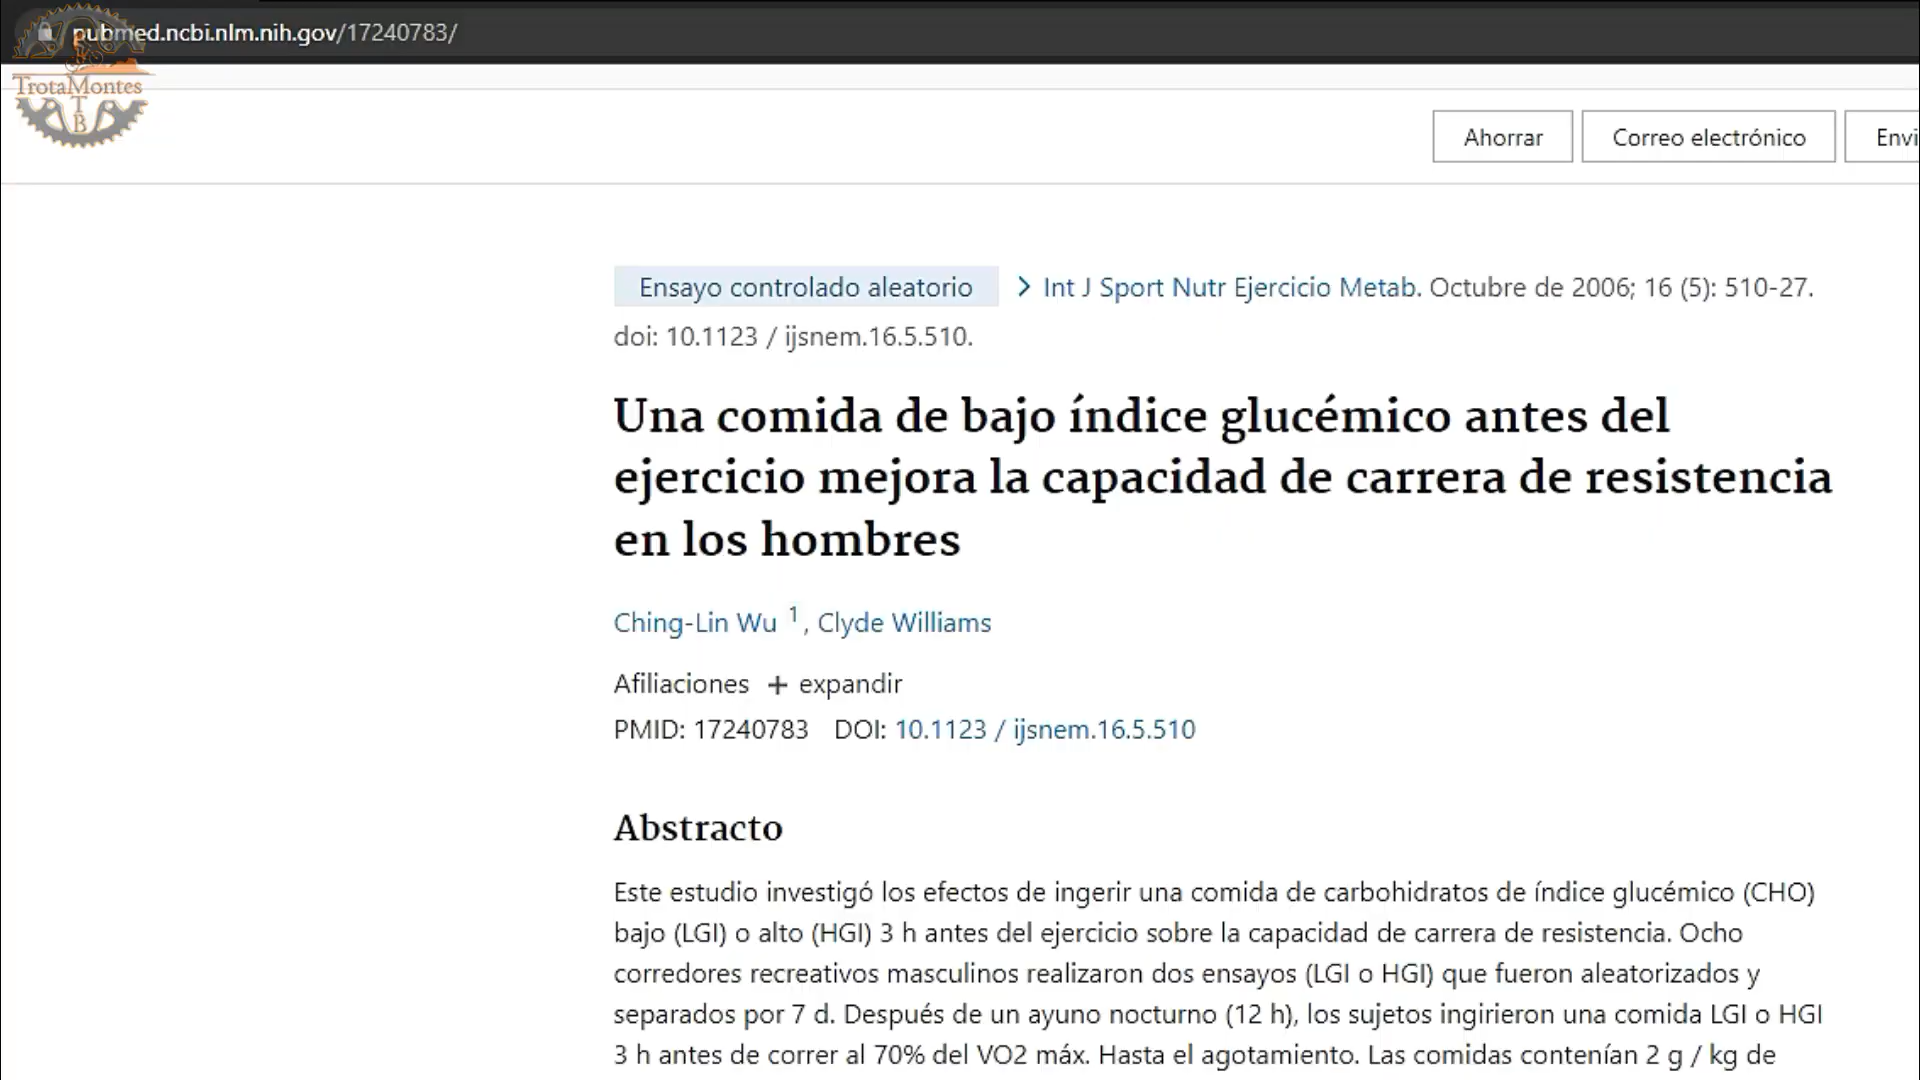 pubmed.ncbi.nlm.nih.gov/17240783/
TrotaMontes
T
B
Ahorrar
Correo electrónico
Envi
Ensayo controlado aleatorio
Int J Sport Nutr Ejercicio Metab. Octubre de 2006; 16 (5): 510-27.
doi: 10.1123 / ijsnem.16.5.510.
Una comida de bajo índice glucémico antes del
ejercicio mejora la capacidad de carrera de resistencia
en los hombres
Ching-Lin Wu 1, Clyde Williams
Afiliaciones + expandir
PMID: 17240783 DOI: 10.1123 / ijsnem.16.5.510
Abstracto
Este estudio investigó los efectos de ingerir una comida de carbohidratos de índice glucémico (CHO)
bajo (LGI) o alto (HGI) 3 h antes del ejercicio sobre la capacidad de carrera de resistencia. Ocho
corredores recreativos masculinos realizaron dos ensayos (LGI o HGI) que fueron aleatorizados y
separados por 7 d. Después de un ayuno nocturno (12 h), los sujetos ingirieron una comida LGI o HGI
3 h antes de correr al 70% del VO2 máx. Hasta el agotamiento. Las comidas contenían 2 g / kg de